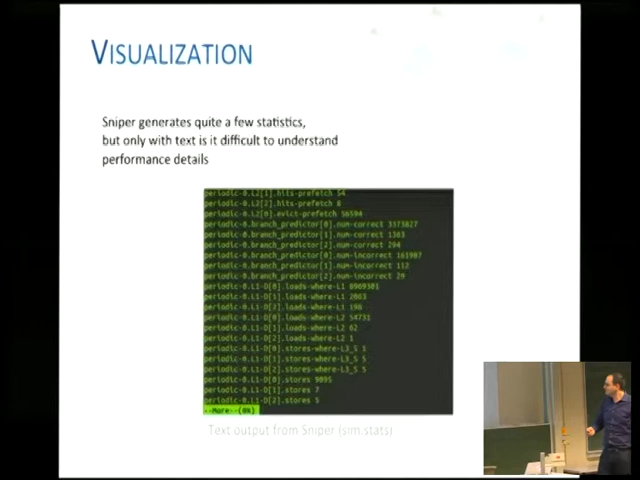 VISUALIZATION
Sniper generates quite a few statistics,
but only with text is it difficult to understand
performance details
periodic-0.L2[1].hits-prefetch 54
periodic-0.L2[2].hits-prefetch 8
periodic-0.L2[0].evict-prefetch 56594
periodic-0.branch_predictor[0].num-correct 3373827
periodic-0.branch_predictor[1].num-correct 1363
periodic-0.branch_predictor[2].num-correct 294
periodic-0.branch_predictor[0].num-incorrect 161987
periodic-0.branch_predictor[1].num-incorrect 112
periodic-0.branch_predictor[2].num-incorrect 29
periodic-0.L1-D[0].loads-where-L1 8969301
periodic-0.L1-D[1].loads-where-L1 2063
periodic-0.L1-D[2].loads-where-L1 198
periodic-0.L1-D[0].loads-where-L2 54731
periodic-0.L1-D[1].loads-where-L2 62
periodic-0.L1-D[2].loads-where-L2 1
periodic-0.L1-D[0].stores-where-L3_S 1
periodic-0.L1-D[1].stores-where-L3_S 5
periodic-0.L1-D[2].stores-where-L3_S 5
periodic-0.L1-D[0].stores 9895
periodic-0.L1-D[1].stores 7
periodic-0.L1-D[2].stores 5
--More--(0%)
Text output from Sniper (sim.stats)